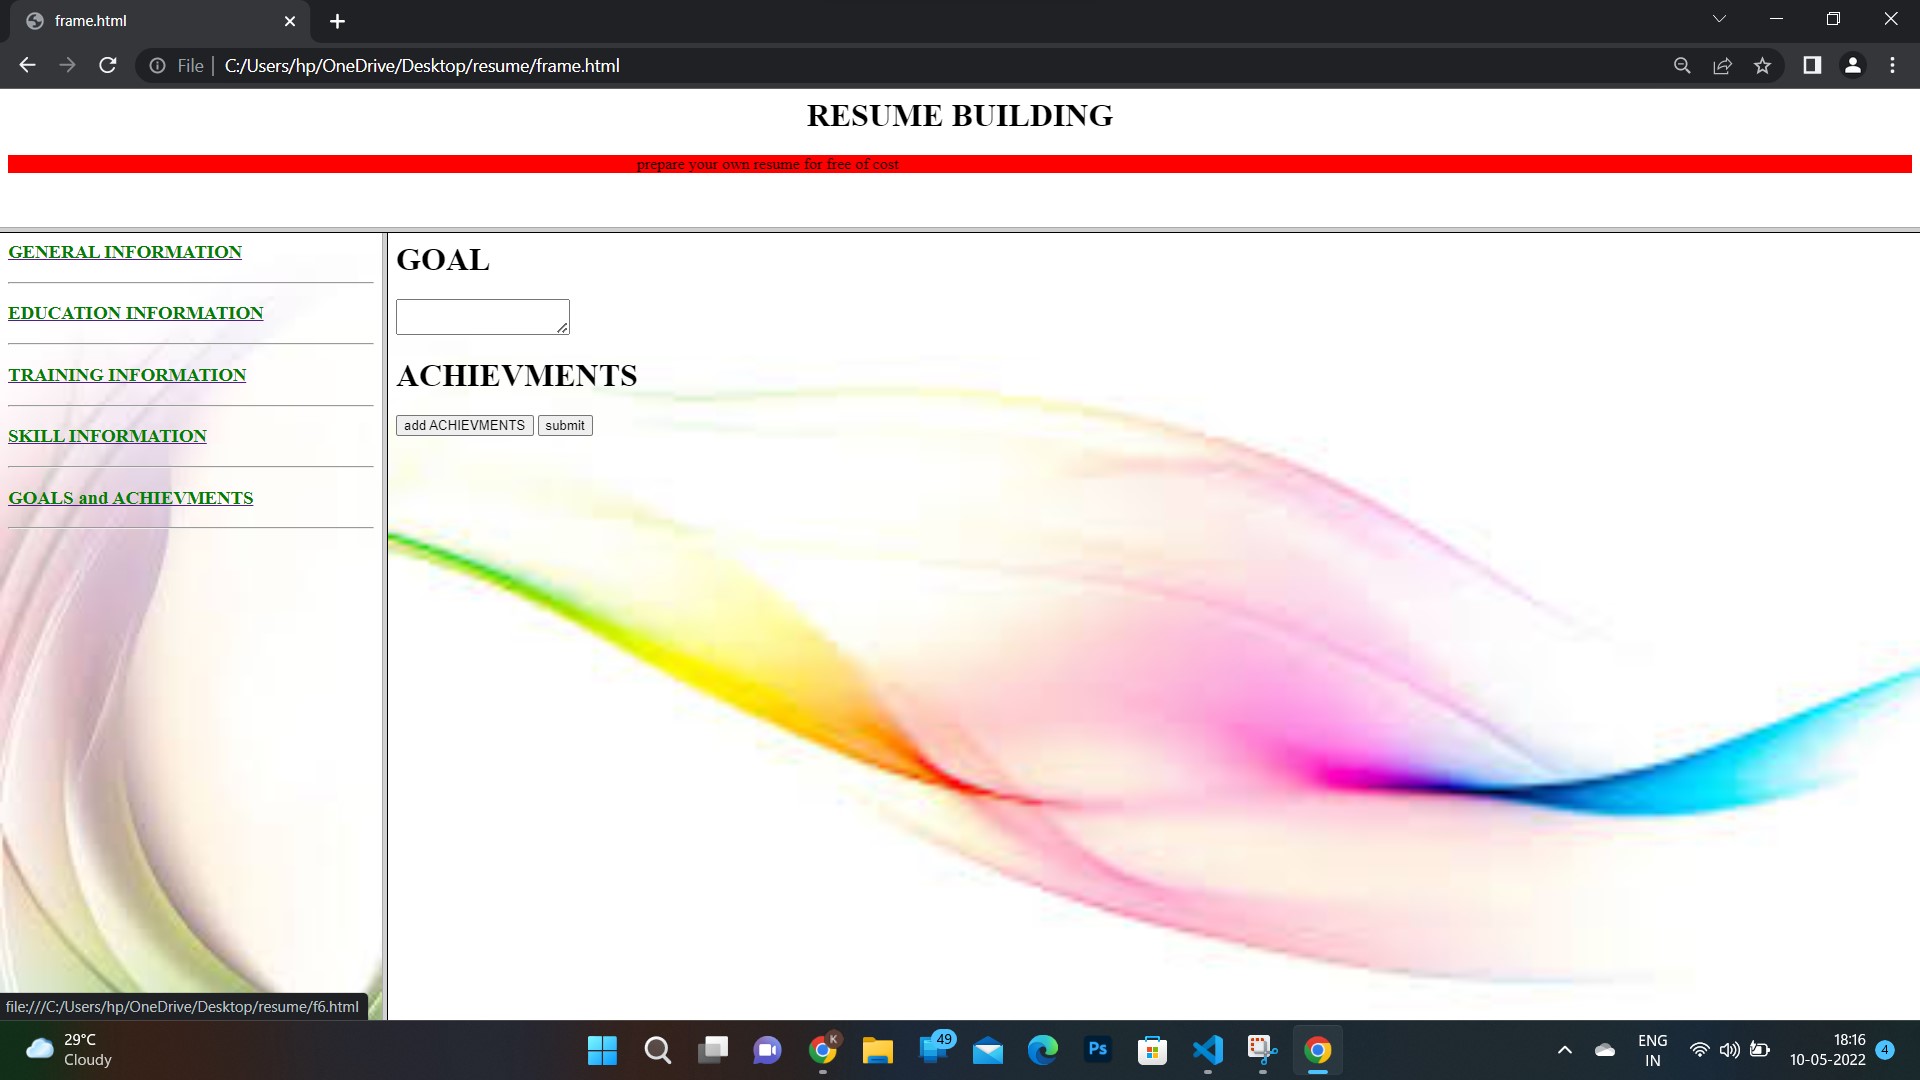 frame.html
File | C:/Users/hp/OneDrive/Desktop/resume/frame.html
RESUME BUILDING
prepare your own resume for free of cost
GENERAL INFORMATION
EDUCATION INFORMATION
TRAINING INFORMATION
SKILL INFORMATION
GOALS and ACHIEVMENTS
GOAL
ACHIEVMENTS
add ACHIEVMENTS submit
file:///C:/Users/hp/OneDrive/Desktop/resume/f6.html
29°C
Cloudy
K
49
Ps
ENG
IN
18:16
10-05-2022
4